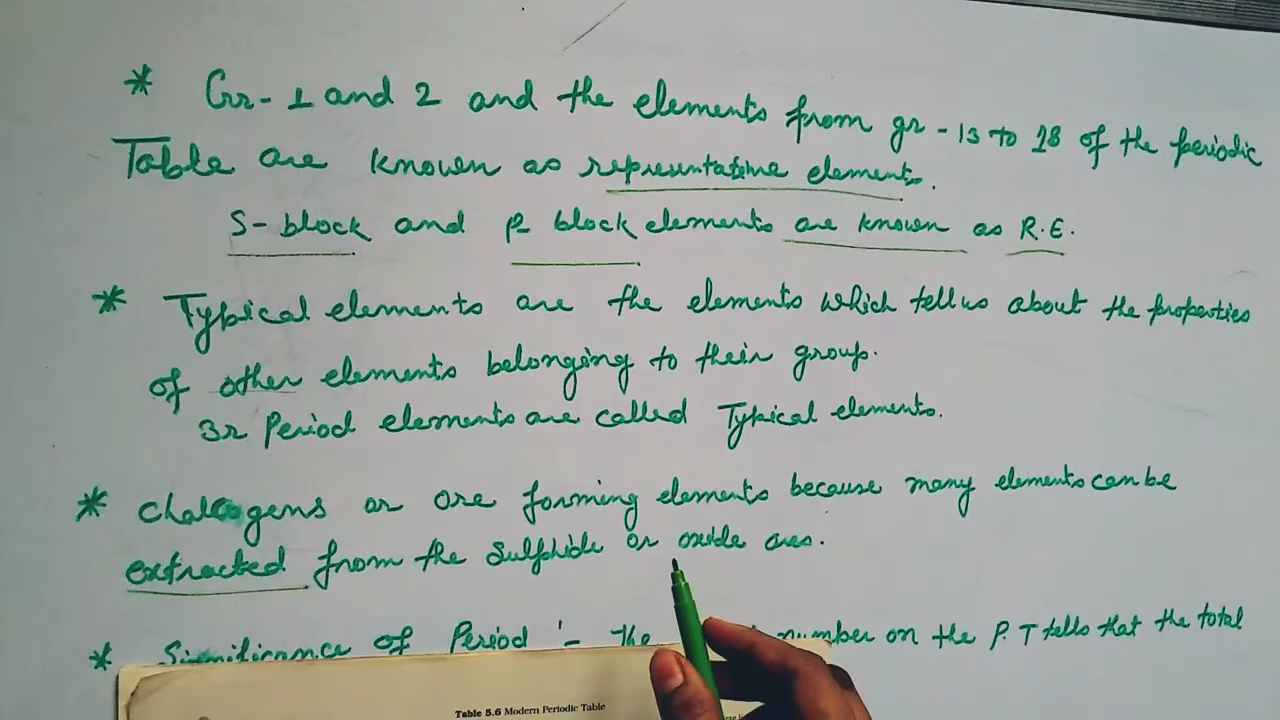 * Gr - 1 and 2 and the elements from gr - 13 to 18 of the periodic
Table are known as representative elements.
S-block and p block elements are known as R.E.
* Typical elements are the elements which tell us about the properties
of other elements belonging to their group.
3r Period elements are called Typical elements.
* chalcogens or ore forming elements because many elements can be
extracted from the sulphide or oxide ores.
* Significance of Period :- the number on the P.T tells that the total
Table 5.6 Modern Periodic Table